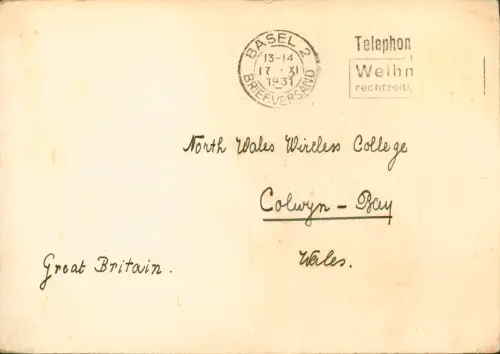 BASEL 2
13-14
17 · XI
1931
BRIEFVERSAND
Telephon
Weihn
rechtzeiti
North Wales Wireless College
Colwyn - Bay
Wales.
Great Britain.